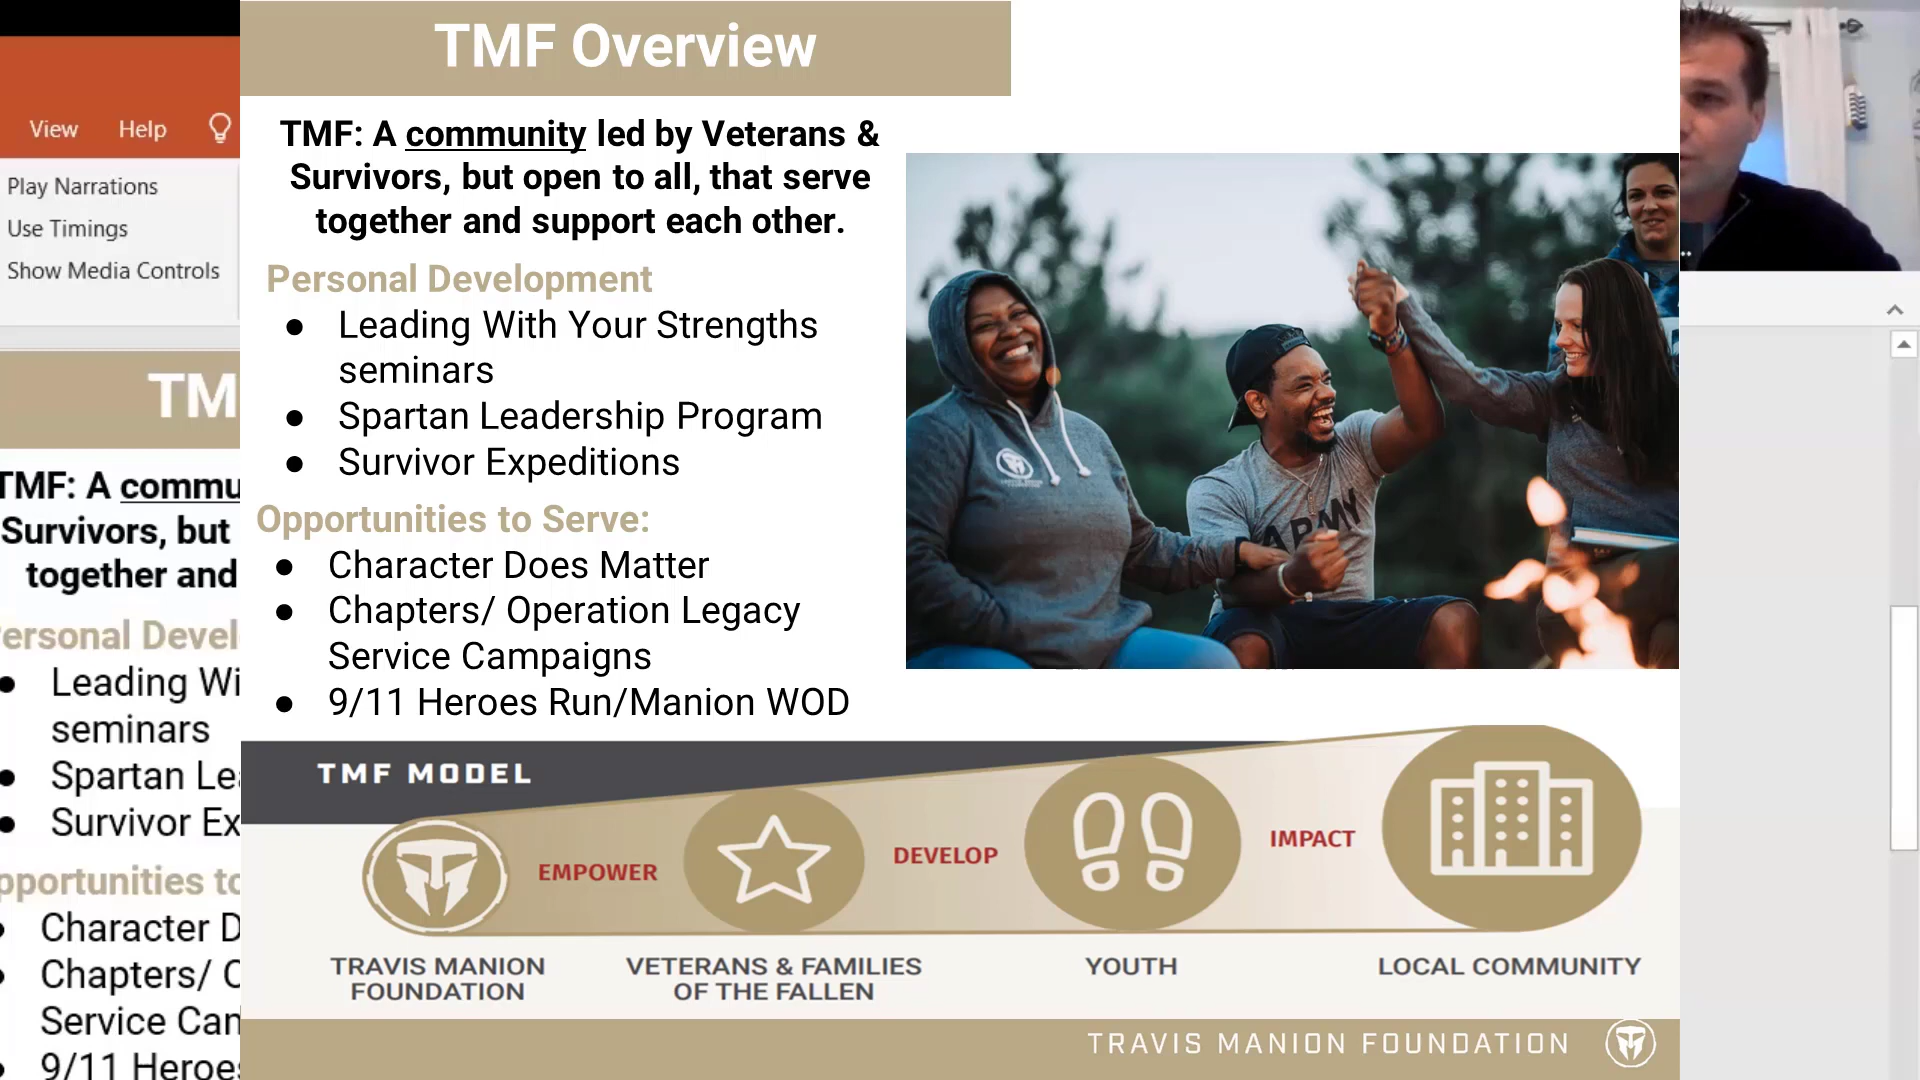 TMF Overview
TMF: A community led by Veterans &
Survivors, but open to all, that serve
together and support each other.
Personal Development
● Leading With Your Strengths
seminars
● Spartan Leadership Program
● Survivor Expeditions
Opportunities to Serve:
● Character Does Matter
● Chapters/ Operation Legacy
Service Campaigns
● 9/11 Heroes Run/Manion WOD
ARMY
TMF MODEL
EMPOWER
DEVELOP
IMPACT
TRAVIS MANION
FOUNDATION
VETERANS & FAMILIES
OF THE FALLEN
YOUTH
LOCAL COMMUNITY
TRAVIS MANION FOUNDATION
View Help
Play Narrations
Use Timings
Show Media Controls
TM
TMF: A commu
Survivors, but
together and
ersonal Devel
● Leading Wi
seminars
● Spartan Lea
● Survivor Ex
pportunities to
Character D
Chapters/ O
Service Cam
9/11 Heroes